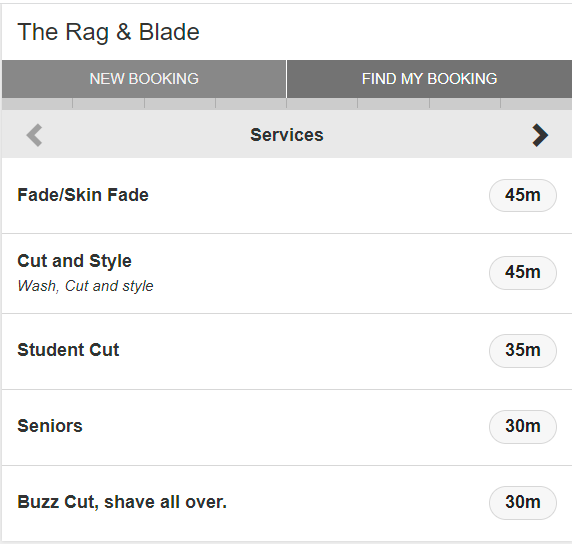 The Rag & Blade
NEW BOOKING
FIND MY BOOKING
Services
Fade/Skin Fade
45m
Cut and Style
Wash, Cut and style
45m
Student Cut
35m
Seniors
30m
Buzz Cut, shave all over.
30m